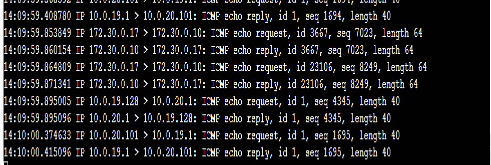 14:09:59.408780 IP 10.0.19.1 > 10.0.20.101: ICMP echo reply, id 1, seq 1694, length 40
14:09:59.853849 IP 172.30.0.17 > 172.30.0.10: ICMP echo request, id 3667, seq 7023, length 64
14:09:59.860154 IP 172.30.0.10 > 172.30.0.17: ICMP echo reply, id 3667, seq 7023, length 64
14:09:59.864809 IP 172.30.0.17 > 172.30.0.10: ICMP echo request, id 23106, seq 8249, length 64
14:09:59.871341 IP 172.30.0.10 > 172.30.0.17: ICMP echo reply, id 23106, seq 8249, length 64
14:09:59.895005 IP 10.0.19.128 > 10.0.20.1: ICMP echo request, id 1, seq 4345, length 40
14:09:59.895096 IP 10.0.20.1 > 10.0.19.128: ICMP echo reply, id 1, seq 4345, length 40
14:10:00.374633 IP 10.0.20.101 > 10.0.19.1: ICMP echo request, id 1, seq 1695, length 40
14:10:00.415096 IP 10.0.19.1 > 10.0.20.101: ICMP echo reply, id 1, seq 1695, length 40